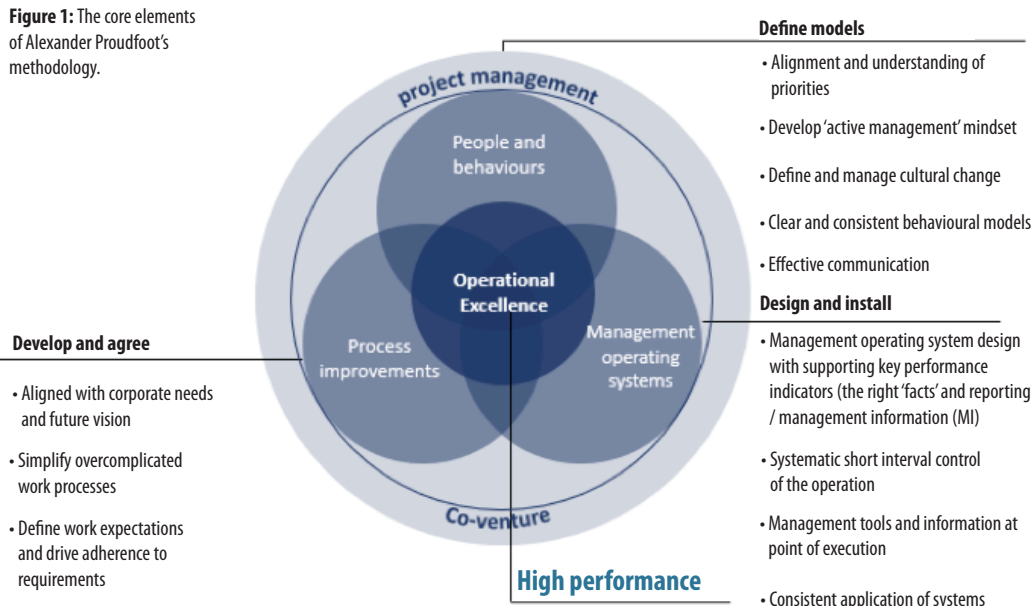 Figure 1: The core elements
of Alexander Proudfoot’s
methodology.
project management
People and
behaviours
Operational
Excellence
Process
improvements
Management
operating
systems
Co-venture
High performance
Define models
• Alignment and understanding of
priorities
• Develop ‘active management’ mindset
• Define and manage cultural change
• Clear and consistent behavioural models
• Effective communication
Design and install
• Management operating system design
with supporting key performance
indicators (the right ‘facts’ and reporting
/ management information (MI)
• Systematic short interval control
of the operation
• Management tools and information at
point of execution
• Consistent application of systems
Develop and agree
• Aligned with corporate needs
and future vision
• Simplify overcomplicated
work processes
• Define work expectations
and drive adherence to
requirements